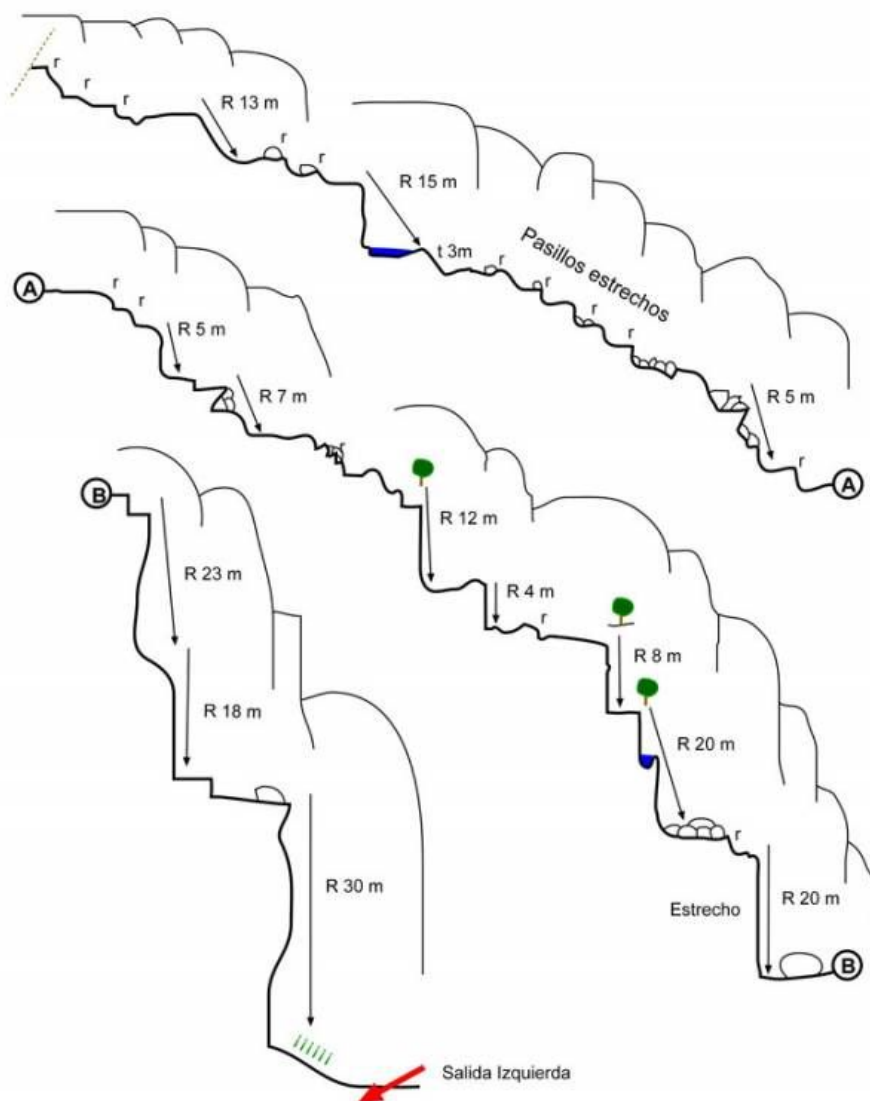 r
r
r
R 13 m
r
r
R 15 m
t 3m
Pasillos estrechos
r
r
r
r
r
R 5 m
r
A
A
r
r
R 5 m
R 7 m
r
R 12 m
R 4 m
r
R 8 m
R 20 m
r
Estrecho
R 20 m
B
B
R 23 m
R 18 m
R 30 m
Salida Izquierda